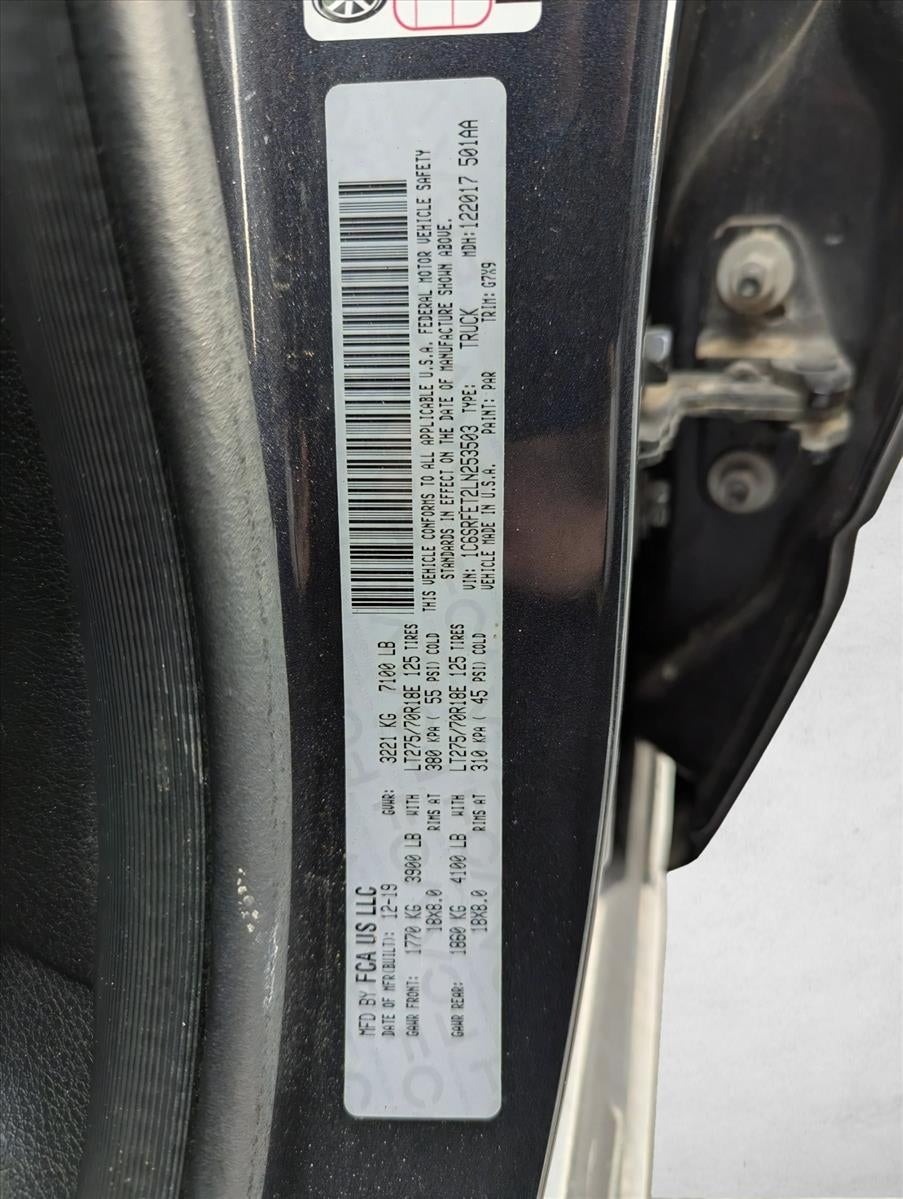 MFD BY FCA US LLC
DATE OF MFR(BUILT): 12-19 GVWR: 3221 KG 7100 LB
GAWR FRONT: 1770 KG 3900 LB WITH LT275/70R18E 125 TIRES
18X8.0 RIMS AT 380 KPA ( 55 PSI) COLD
GAWR REAR: 1860 KG 4100 LB WITH LT275/70R18E 125 TIRES
18X8.0 RIMS AT 310 KPA ( 45 PSI) COLD
THIS VEHICLE CONFORMS TO ALL APPLICABLE U.S.A. FEDERAL MOTOR VEHICLE SAFETY
STANDARDS IN EFFECT ON THE DATE OF MANUFACTURE SHOWN ABOVE.
VIN: 1C6SRFET2LN253503 TYPE: TRUCK MDH:122017 501AA
VEHICLE MADE IN U.S.A. PAINT: PAR TRIM: G7X9